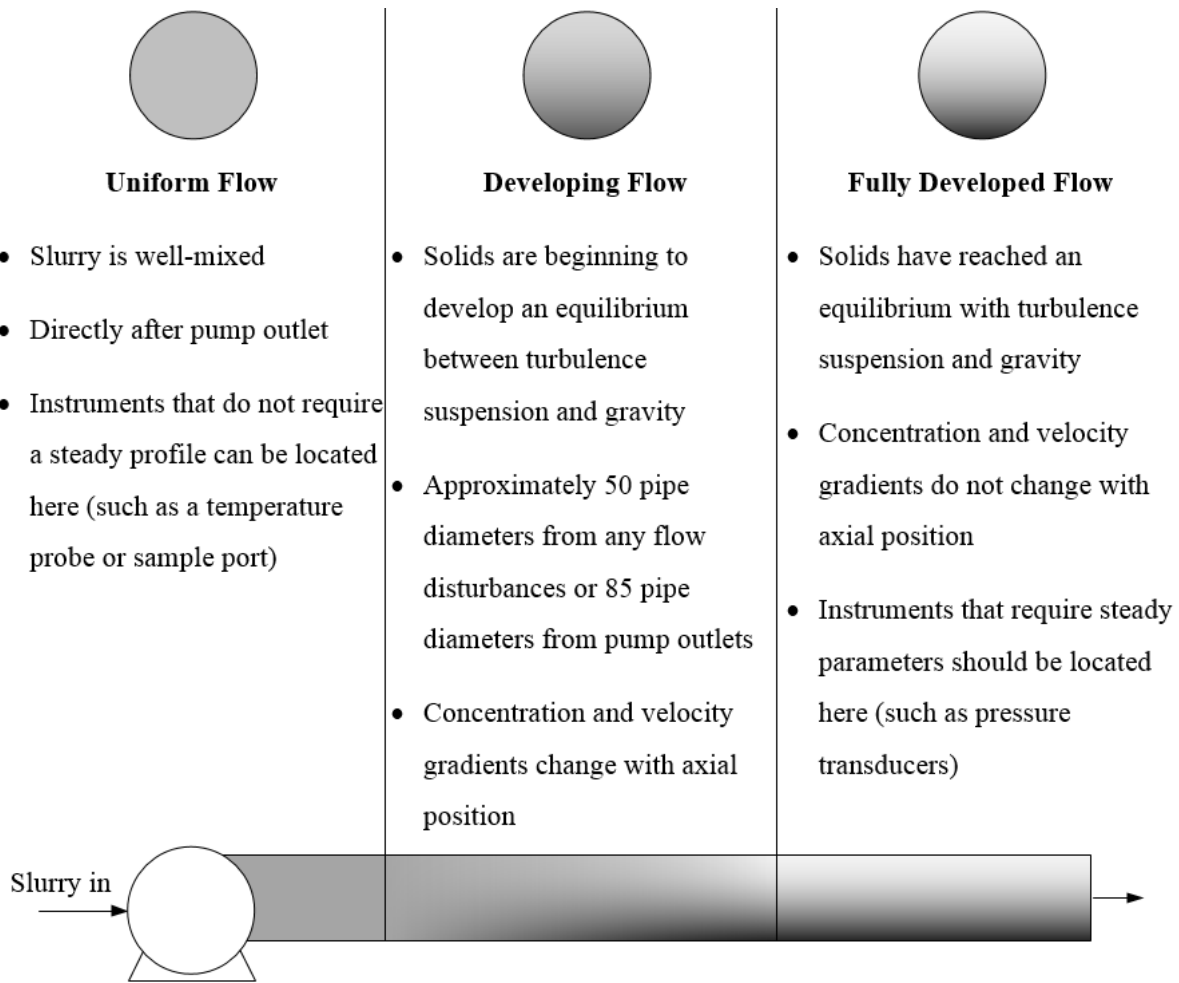 Uniform Flow
• Slurry is well-mixed
• Directly after pump outlet
• Instruments that do not require
a steady profile can be located
here (such as a temperature
probe or sample port)
Developing Flow
• Solids are beginning to
develop an equilibrium
between turbulence
suspension and gravity
• Approximately 50 pipe
diameters from any flow
disturbances or 85 pipe
diameters from pump outlets
• Concentration and velocity
gradients change with axial
position
Fully Developed Flow
• Solids have reached an
equilibrium with turbulence
suspension and gravity
• Concentration and velocity
gradients do not change with
axial position
• Instruments that require steady
parameters should be located
here (such as pressure
transducers)
Slurry in